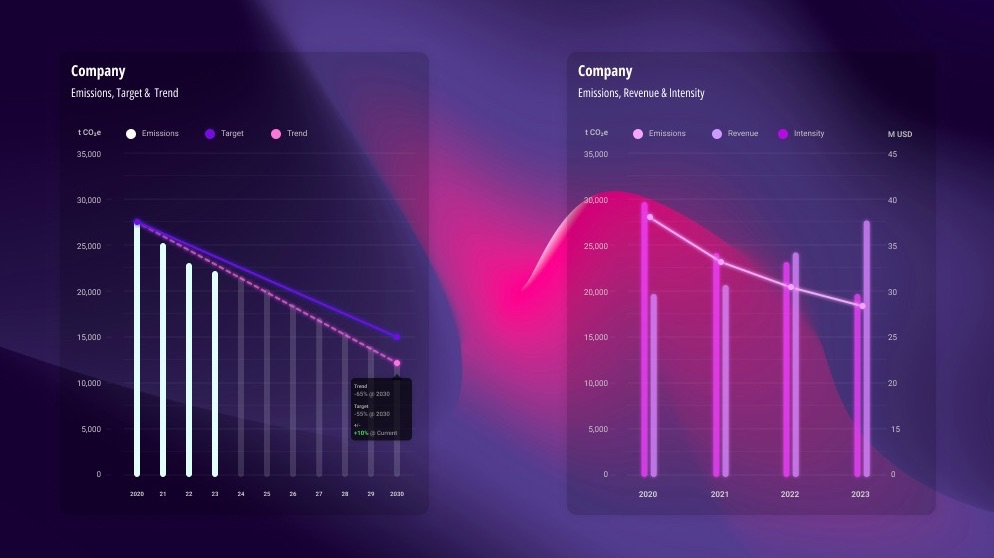 Company
Emissions, Target & Trend
t CO₂e
Emissions
Target
Trend
35,000
30,000
25,000
20,000
15,000
10,000
5,000
0
Trend
-65% @ 2030
Target
-55% @ 2030
+/-
+10% @ Current
2020 21 22 23 24 25 26 27 28 29 2030
Company
Emissions, Revenue & Intensity
t CO₂e
Emissions
Revenue
Intensity
M USD
35,000 45
30,000 40
25,000 35
20,000 30
15,000 25
10,000 20
5,000 15
0 0
2020 2021 2022 2023